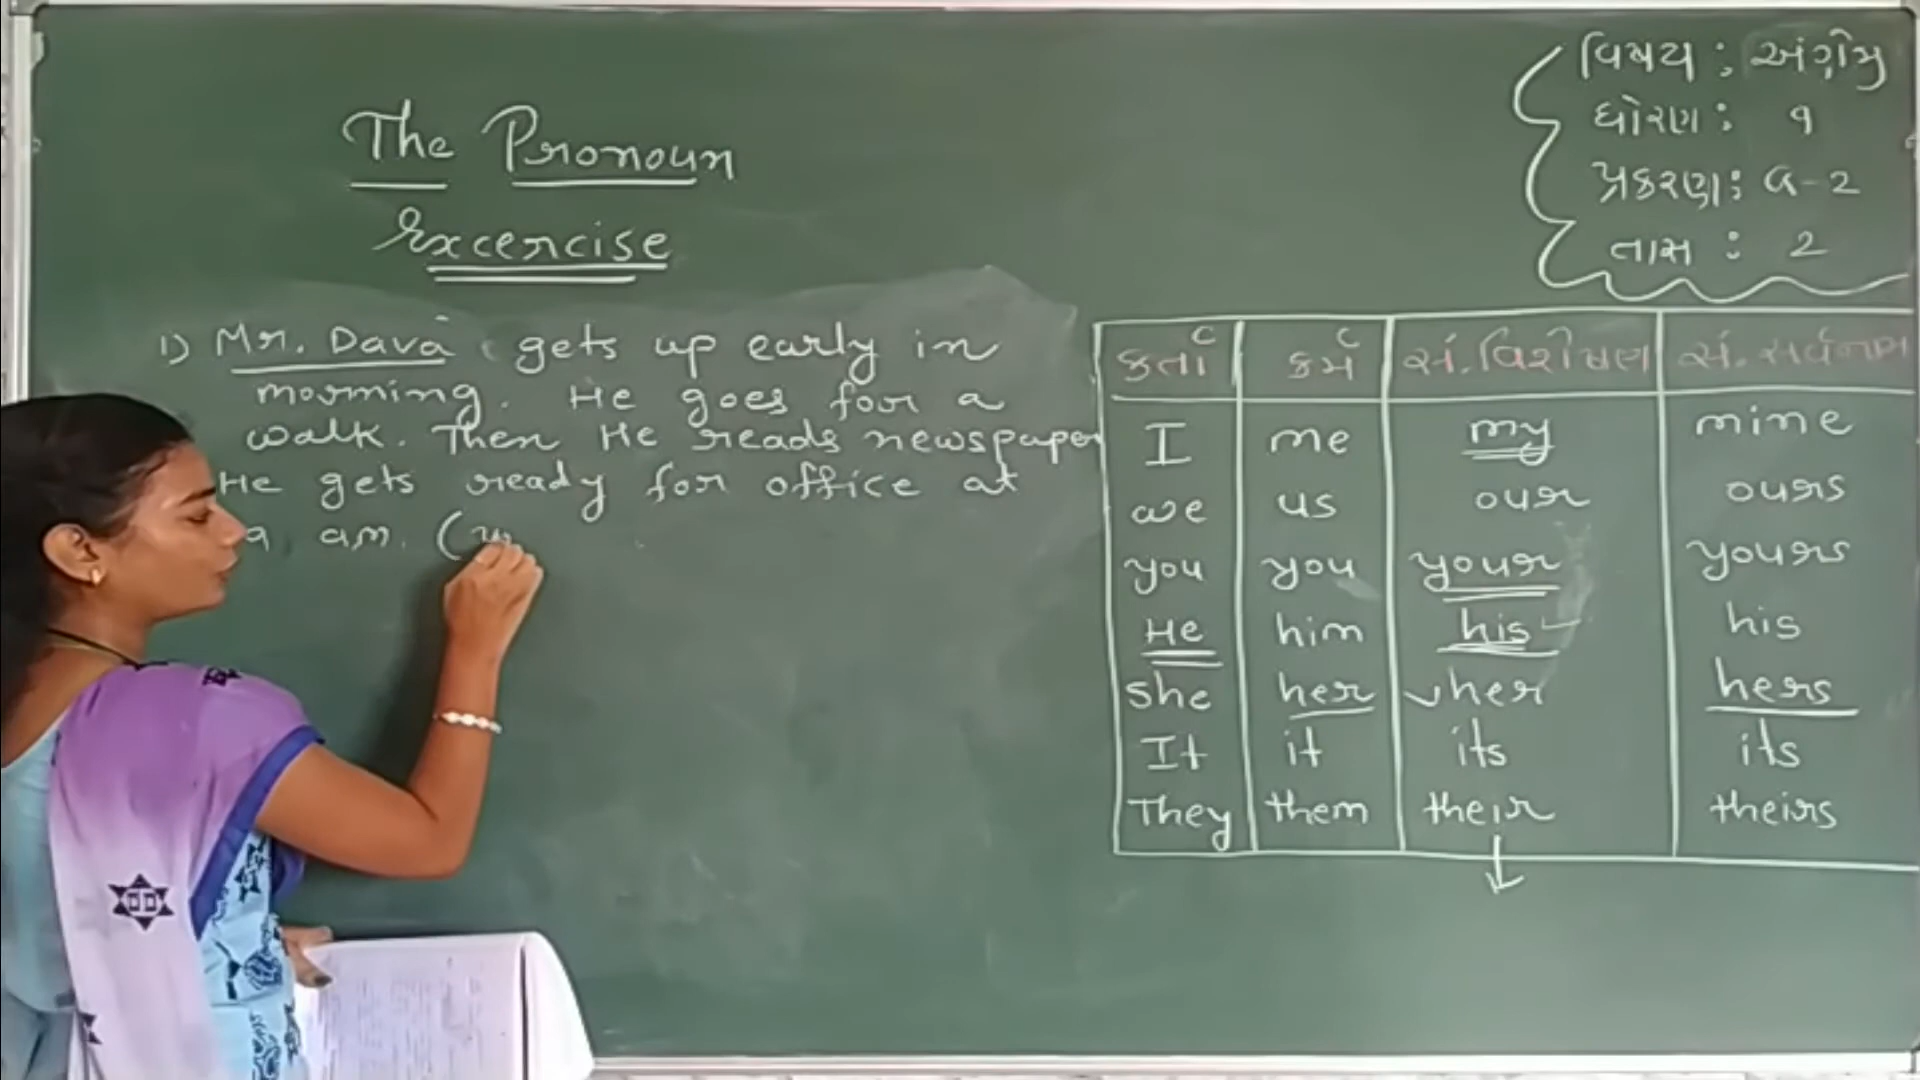 The Pronoun
Excercise
1) Mr. Dava gets up early in
morning. He goes for a
walk. Then He reads newspaper
He gets ready for office at
am. (
વિષય : અંગ્રેજી
ધોરણ : ૧
પ્રકરણ : G-2
તાસ : 2
કર્તા કર્મ સં.વિશેષણ સં.સર્વનામ
I me my mine
we us our ours
you you your yours
He him his his
she her her hers
It it its its
They them their theirs